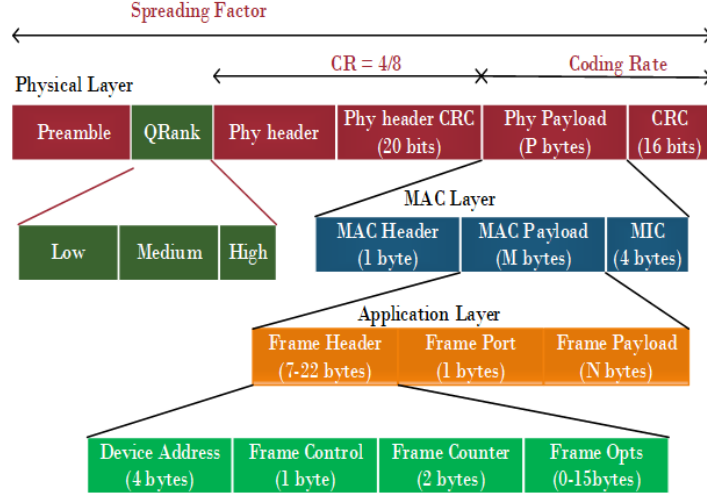 Spreading Factor
CR = 4/8
Coding Rate
Physical Layer
Preamble
QRank
Phy header
Phy header CRC
(20 bits)
Phy Payload
(P bytes)
CRC
(16 bits)
MAC Layer
Low
Medium
High
MAC Header
(1 byte)
MAC Payload
(M bytes)
MIC
(4 bytes)
Application Layer
Frame Header
(7-22 bytes)
Frame Port
(1 bytes)
Frame Payload
(N bytes)
Device Address
(4 bytes)
Frame Control
(1 byte)
Frame Counter
(2 bytes)
Frame Opts
(0-15bytes)